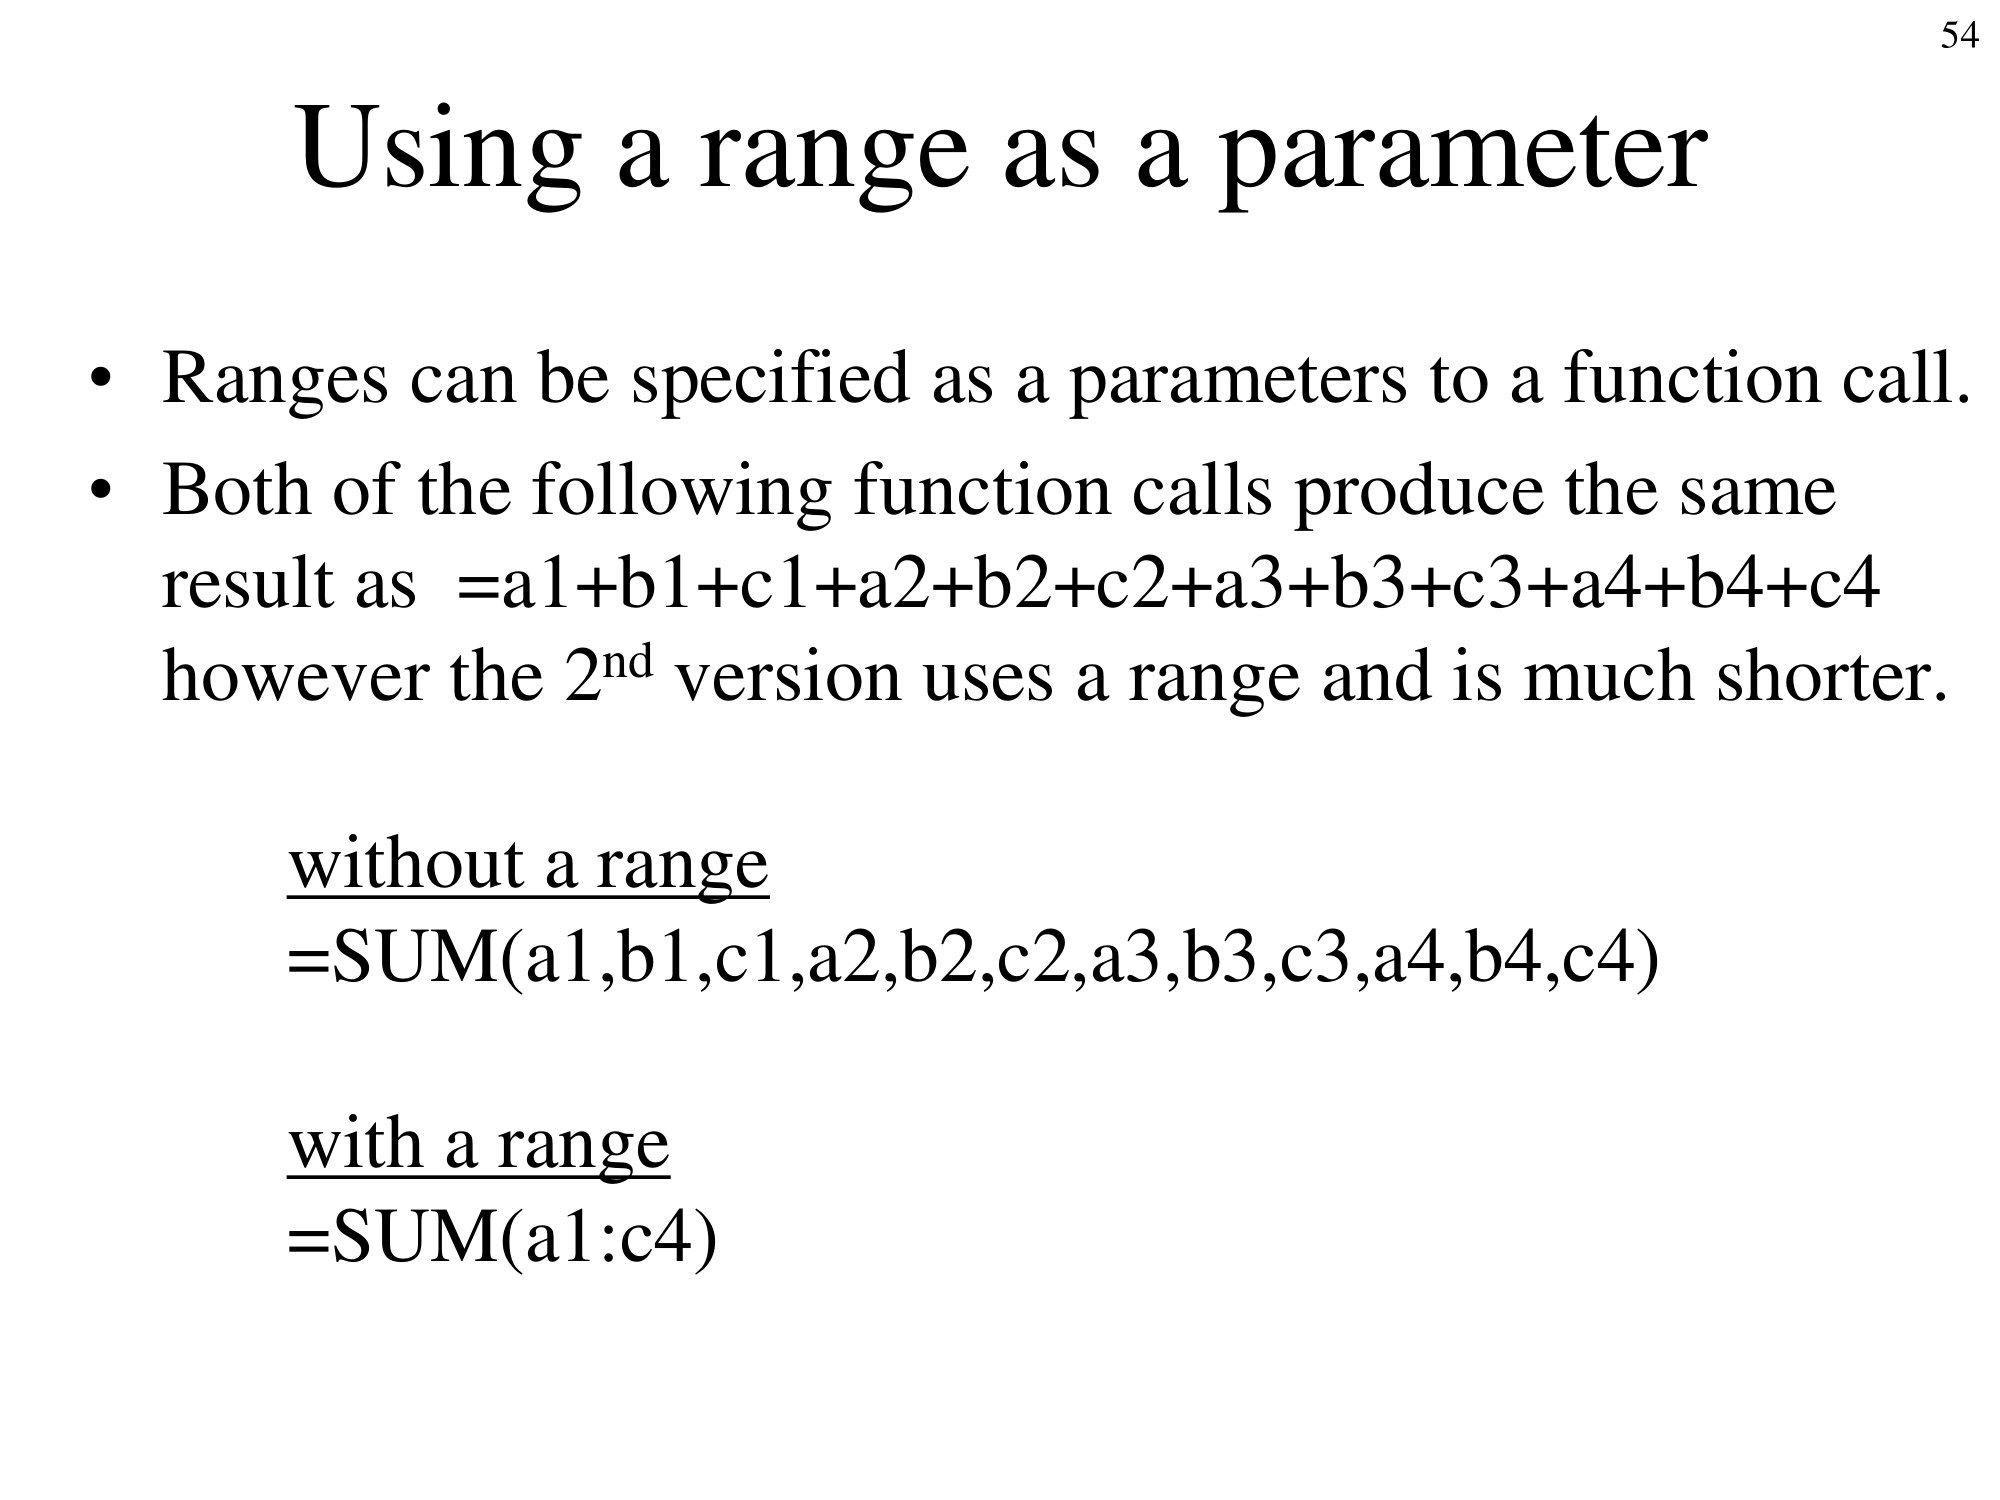 54
Using a range as a parameter
• Ranges can be specified as a parameters to a function call.
• Both of the following function calls produce the same
result as  =a1+b1+c1+a2+b2+c2+a3+b3+c3+a4+b4+c4
however the 2nd version uses a range and is much shorter.
without a range
=SUM(a1,b1,c1,a2,b2,c2,a3,b3,c3,a4,b4,c4)
with a range
=SUM(a1:c4)